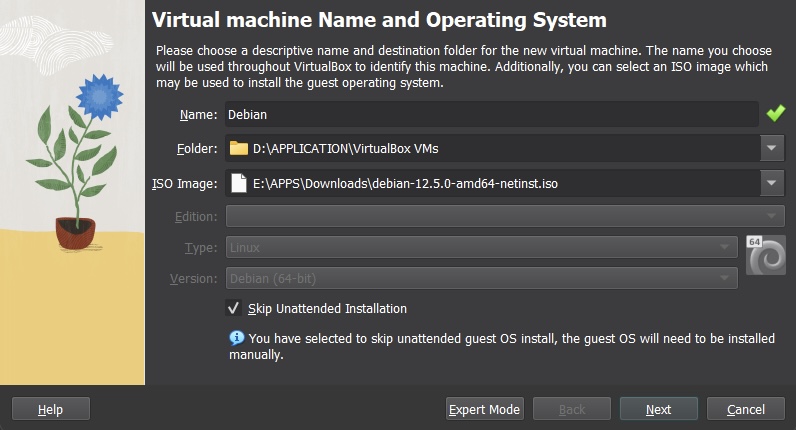 Virtual machine Name and Operating System
Please choose a descriptive name and destination folder for the new virtual machine. The name you choose
will be used throughout VirtualBox to identify this machine. Additionally, you can select an ISO image which
may be used to install the guest operating system.
Name: Debian
Folder: D:\APPLICATION\VirtualBox VMs
ISO Image: E:\APPS\Downloads\debian-12.5.0-amd64-netinst.iso
Edition:
Type: Linux
64
Version: Debian (64-bit)
Skip Unattended Installation
You have selected to skip unattended guest OS install, the guest OS will need to be installed
manually.
Help Expert Mode Back Next Cancel